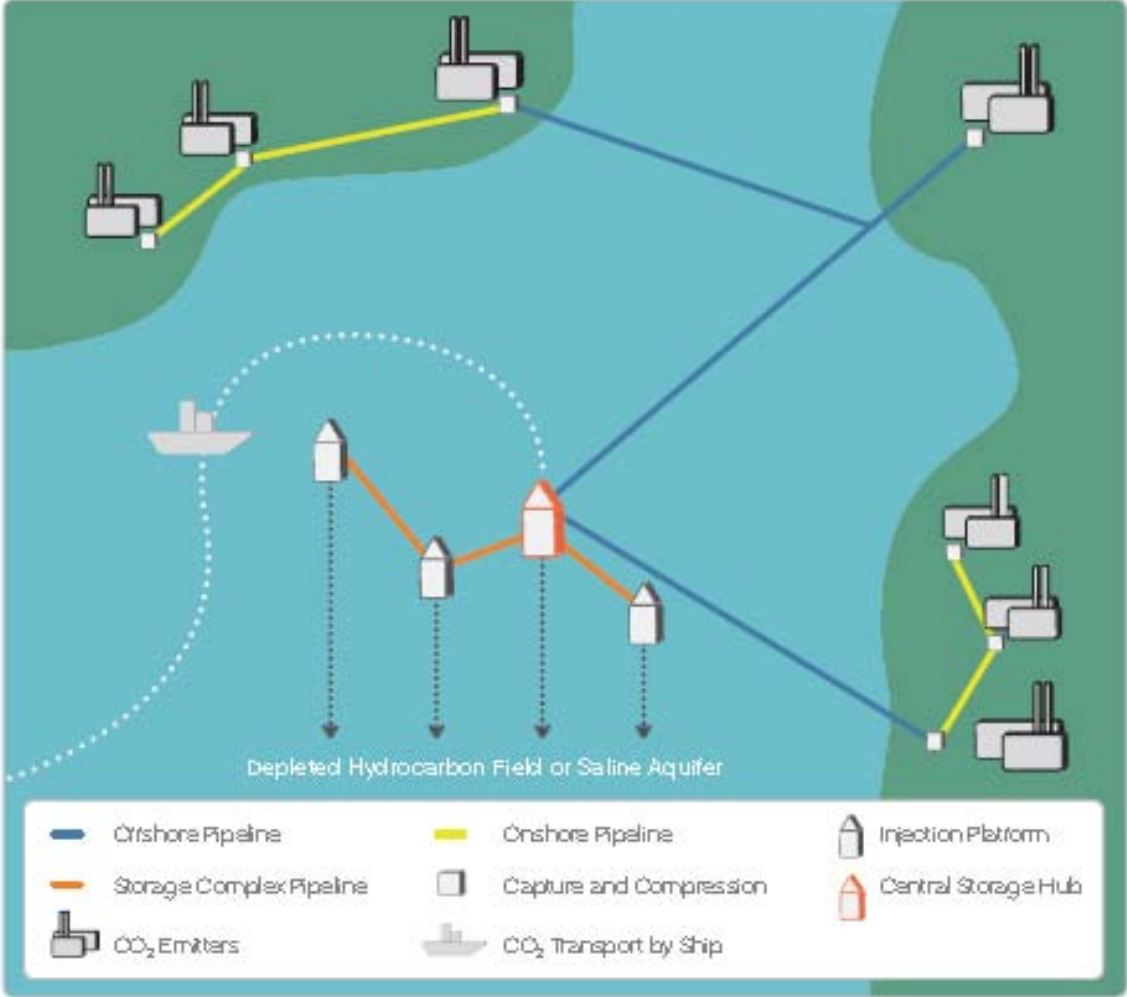 Depleted Hydrocarbon Field or Saline Aquifer
Offshore Pipeline
Onshore Pipeline
Injection Platform
Storage Complex Pipeline
Capture and Compression
Central Storage Hub
CO₂ Emitters
CO₂ Transport by Ship